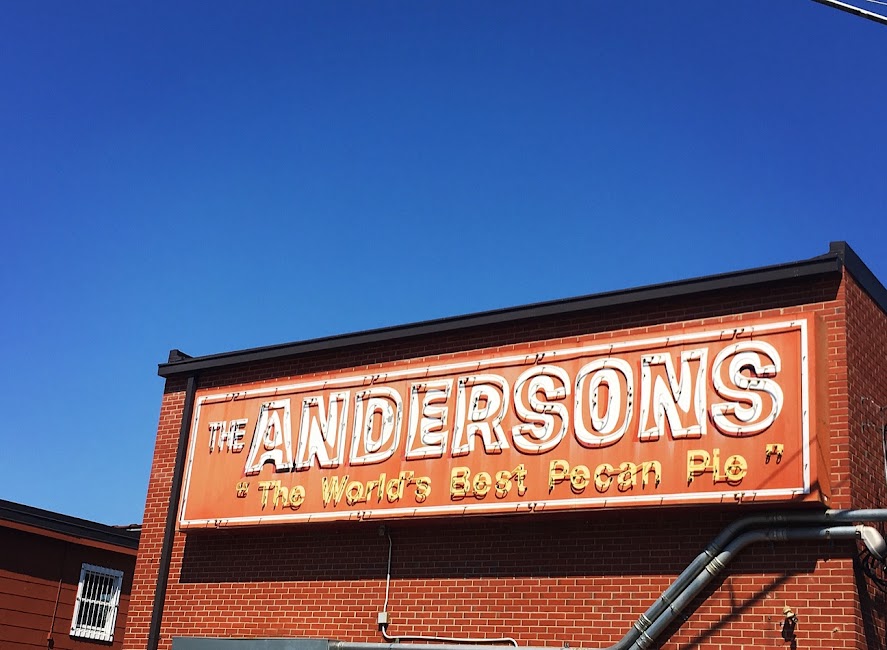 THE ANDERSONS
"The World's Best Pecan Pie"